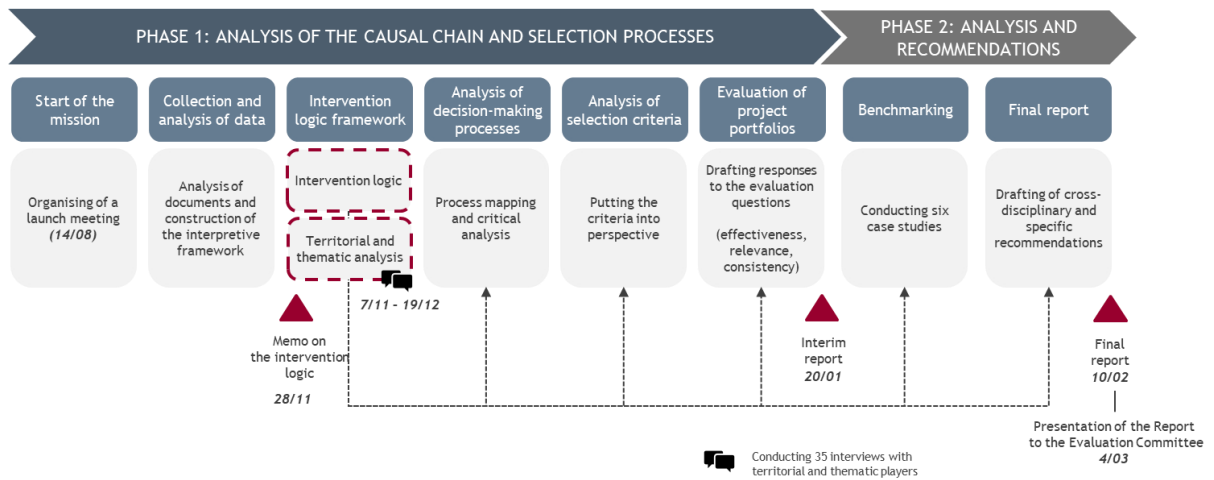 PHASE 1: ANALYSIS OF THE CAUSAL CHAIN AND SELECTION PROCESSES
PHASE 2: ANALYSIS AND
RECOMMENDATIONS
Start of the
mission
Collection and
analysis of data
Intervention
logic framework
Analysis of
decision-making
processes
Analysis of
selection criteria
Evaluation of
project
portfolios
Benchmarking
Final report
Organising of a
launch meeting
(14/08)
Analysis of
documents and
construction of
the interpretive
framework
Intervention logic
Territorial and
thematic analysis
Process mapping
and critical
analysis
Putting the
criteria into
perspective
Drafting responses
to the evaluation
questions
(effectiveness,
relevance,
consistency)
Conducting six
case studies
Drafting of cross-
disciplinary and
specific
recommendations
7/11 - 19/12
Memo on
the intervention
logic
28/11
Interim
report
20/01
Final
report
10/02
Presentation of the Report
to the Evaluation Committee
4/03
Conducting 35 interviews with
territorial and thematic players